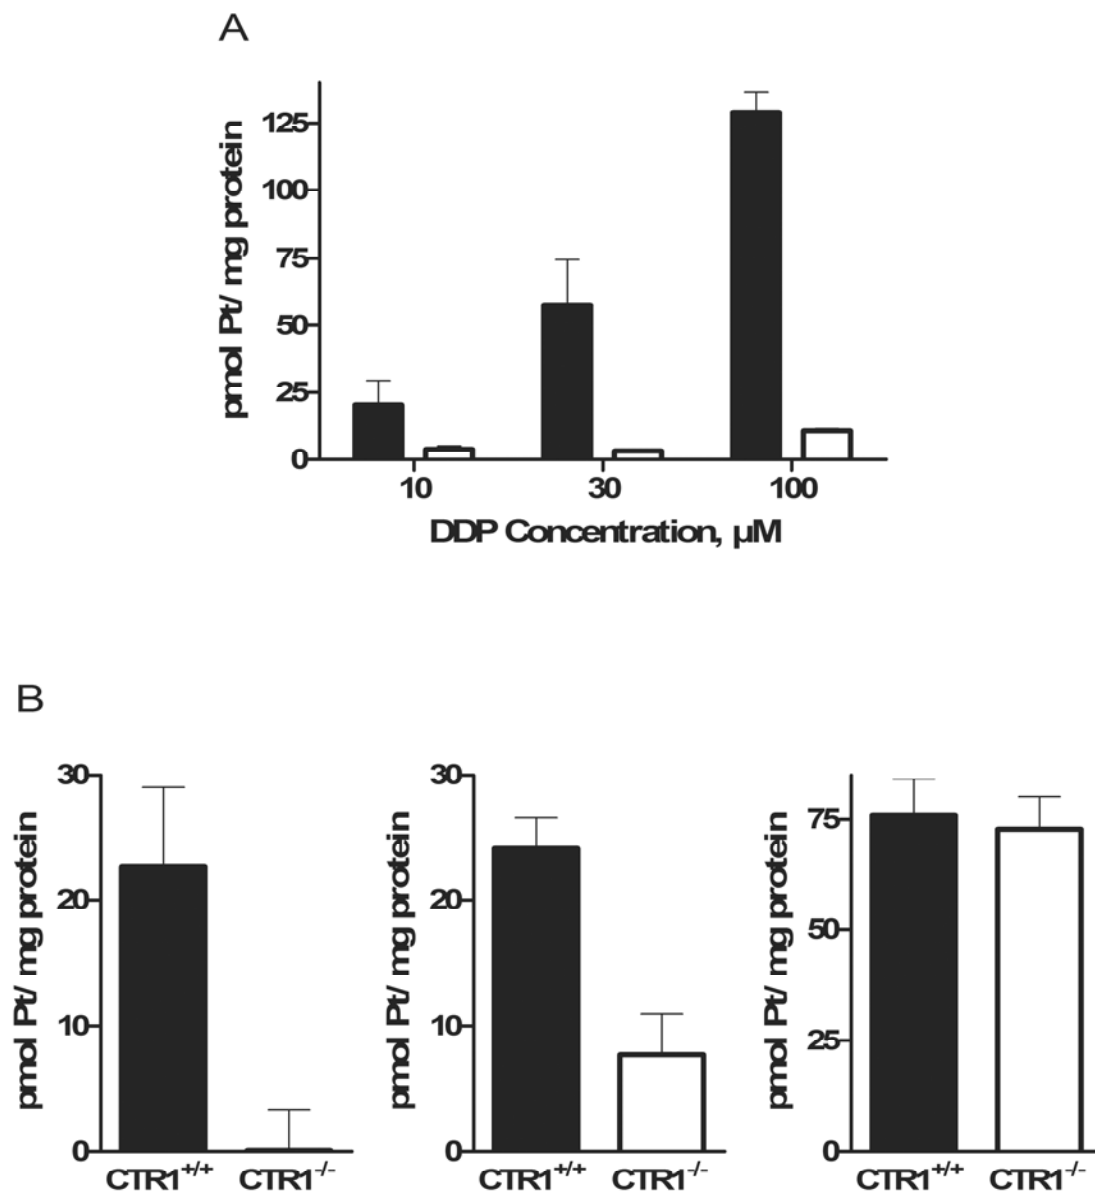 A
pmol Pt/ mg protein
125
100
75
50
25
0
10 30 100
DDP Concentration, µM
B
pmol Pt/ mg protein
30
20
10
0
CTR1+/+ CTR1-/-
pmol Pt/ mg protein
30
20
10
0
CTR1+/+ CTR1-/-
pmol Pt/ mg protein
75
50
25
0
CTR1+/+ CTR1-/-